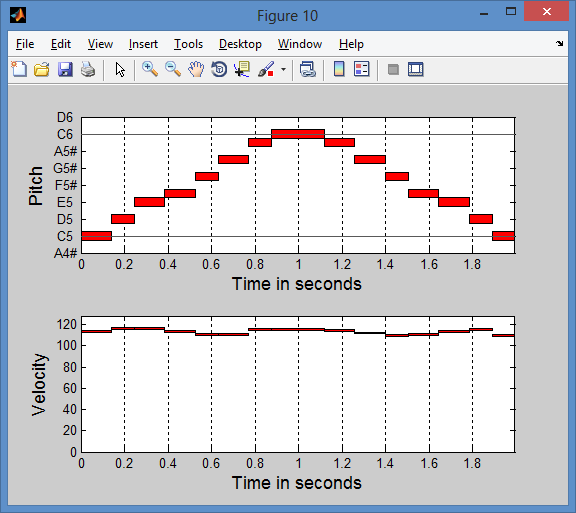 Figure 10
File Edit View Insert Tools Desktop Window Help
D6
C6
A5#
G5#
F5#
E5
D5
C5
A4#
Pitch
0 0.2 0.4 0.6 0.8 1 1.2 1.4 1.6 1.8
Time in seconds
120
100
80
60
40
20
0
Velocity
0 0.2 0.4 0.6 0.8 1 1.2 1.4 1.6 1.8
Time in seconds